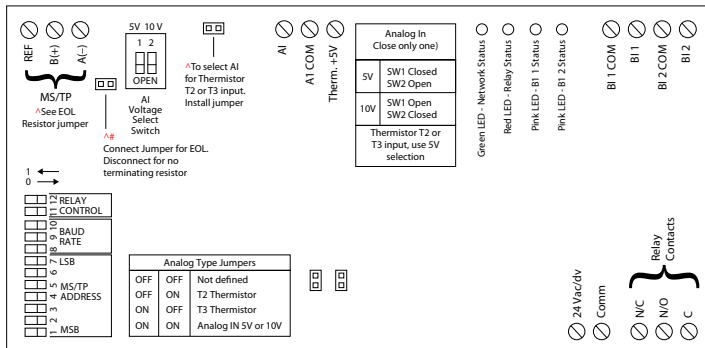 REF
B(+)
A(−)
MS/TP
^See EOL
Resistor jumper
5V 10 V
1 2
OPEN
AI
Voltage
Select
Switch
^To select AI
for Thermistor
T2 or T3 input.
Install jumper
^#
Connect Jumper for EOL.
Disconnect for no
terminating resistor
AI
A1 COM
Therm. +5V
Analog In
Close only one)
5V
SW1 Closed
SW2 Open
10V
SW1 Open
SW2 Closed
Thermistor T2 or
T3 input, use 5V
selection
Green LED - Network Status
Red LED - Relay Status
Pink LED - B1 1 Status
Pink LED - B1 2 Status
BI 1 COM
BI 1
BI 2 COM
BI 2
1
0
12
11
RELAY
CONTROL
10
9
8
BAUD
RATE
7
6
5
4
3
2
1
LSB
MS/TP
ADDRESS
MSB
Analog Type Jumpers
OFF OFF Not defined
OFF ON T2 Thermistor
ON OFF T3 Thermistor
ON ON Analog IN 5V or 10V
24 Vac/dv
Comm
Relay
Contacts
N/C
N/O
C